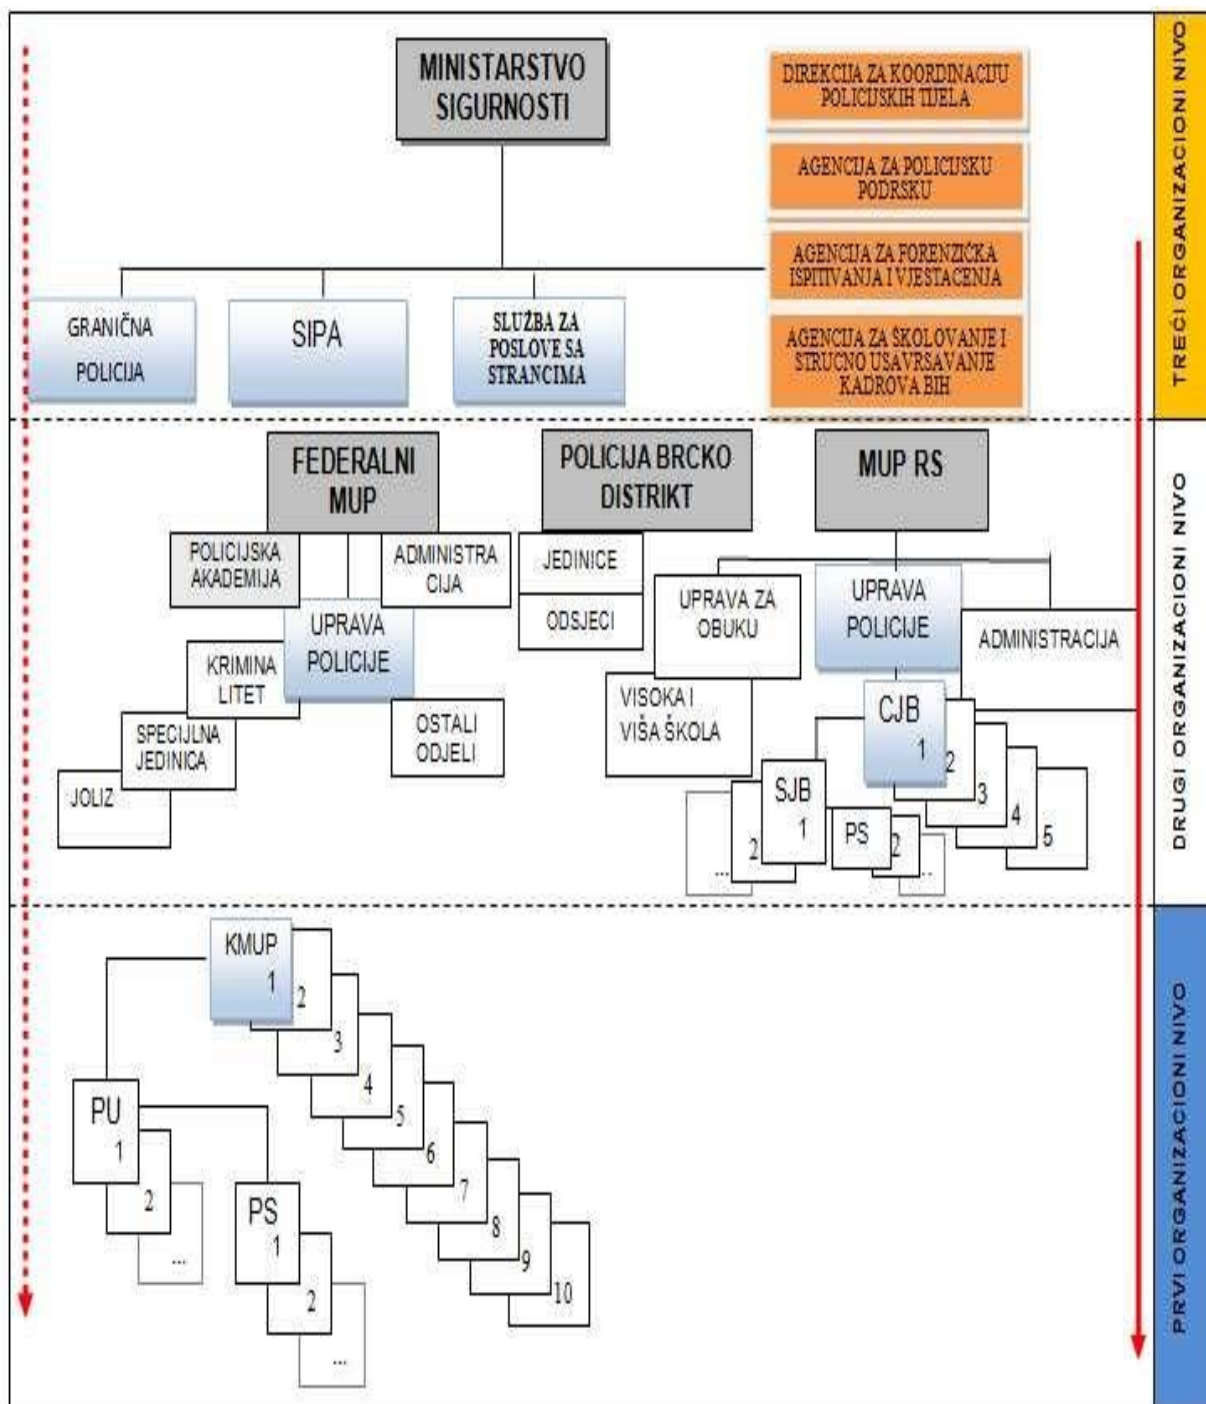 MINISTARSTVO
SIGURNOSTI
DIREKCIJA ZA KOORDINACIJU
POLICIJSKIH TIJELA
AGENCIJA ZA POLICIJSKU
PODRSKU
AGENCIJA ZA FORENZIČKA
ISPITIVANJA I VJESTACENJA
AGENCIJA ZA ŠKOLOVANJE I
STRUCNO USAVRSAVANJE
KADROVA BIH
GRANIČNA
POLICIJA
SIPA
SLUŽBA ZA
POSLOVE SA
STRANCIMA
TREĆI ORGANIZACIONI NIVO
FEDERALNI
MUP
POLICIJSKA
AKADEMIJA
ADMINISTRA
CIJA
UPRAVA
POLICIJE
KRIMINA
LITET
SPECIJLNA
JEDINICA
JOLIZ
OSTALI
ODJELI
POLICIJA BRCKO
DISTRIKT
JEDINICE
ODSJECI
MUP RS
UPRAVA ZA
OBUKU
VISOKA I
VIŠA ŠKOLA
UPRAVA
POLICIJE
ADMINISTRACIJA
CJB
1
2
3
4
5
SJB
1
2
...
PS
2
...
DRUGI ORGANIZACIONI NIVO
KMUP
1
2
3
4
5
6
7
8
9
10
PU
1
2
...
PS
1
2
...
PRVI ORGANIZACIONI NIVO